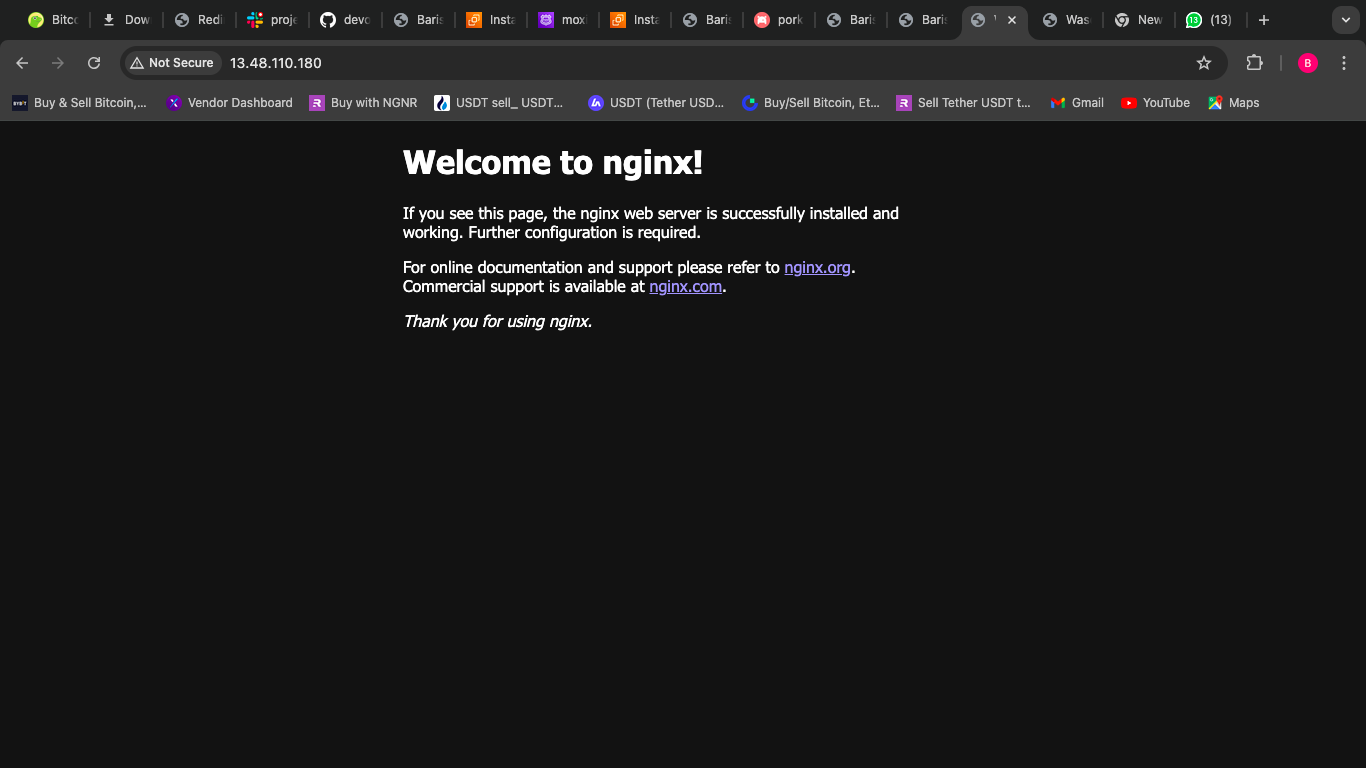 Bitco
Dow
Redi
proje
devo
Baris
Insta
moxi
Insta
Baris
pork
Baris
Baris
Was
New
13
(13)
Not Secure
13.48.110.180
B
Buy & Sell Bitcoin,...
Vendor Dashboard
Buy with NGNR
USDT sell_ USDT...
USDT (Tether USD...
Buy/Sell Bitcoin, Et...
Sell Tether USDT t...
Gmail
YouTube
Maps
Welcome to nginx!
If you see this page, the nginx web server is successfully installed and
working. Further configuration is required.
For online documentation and support please refer to nginx.org.
Commercial support is available at nginx.com.
Thank you for using nginx.